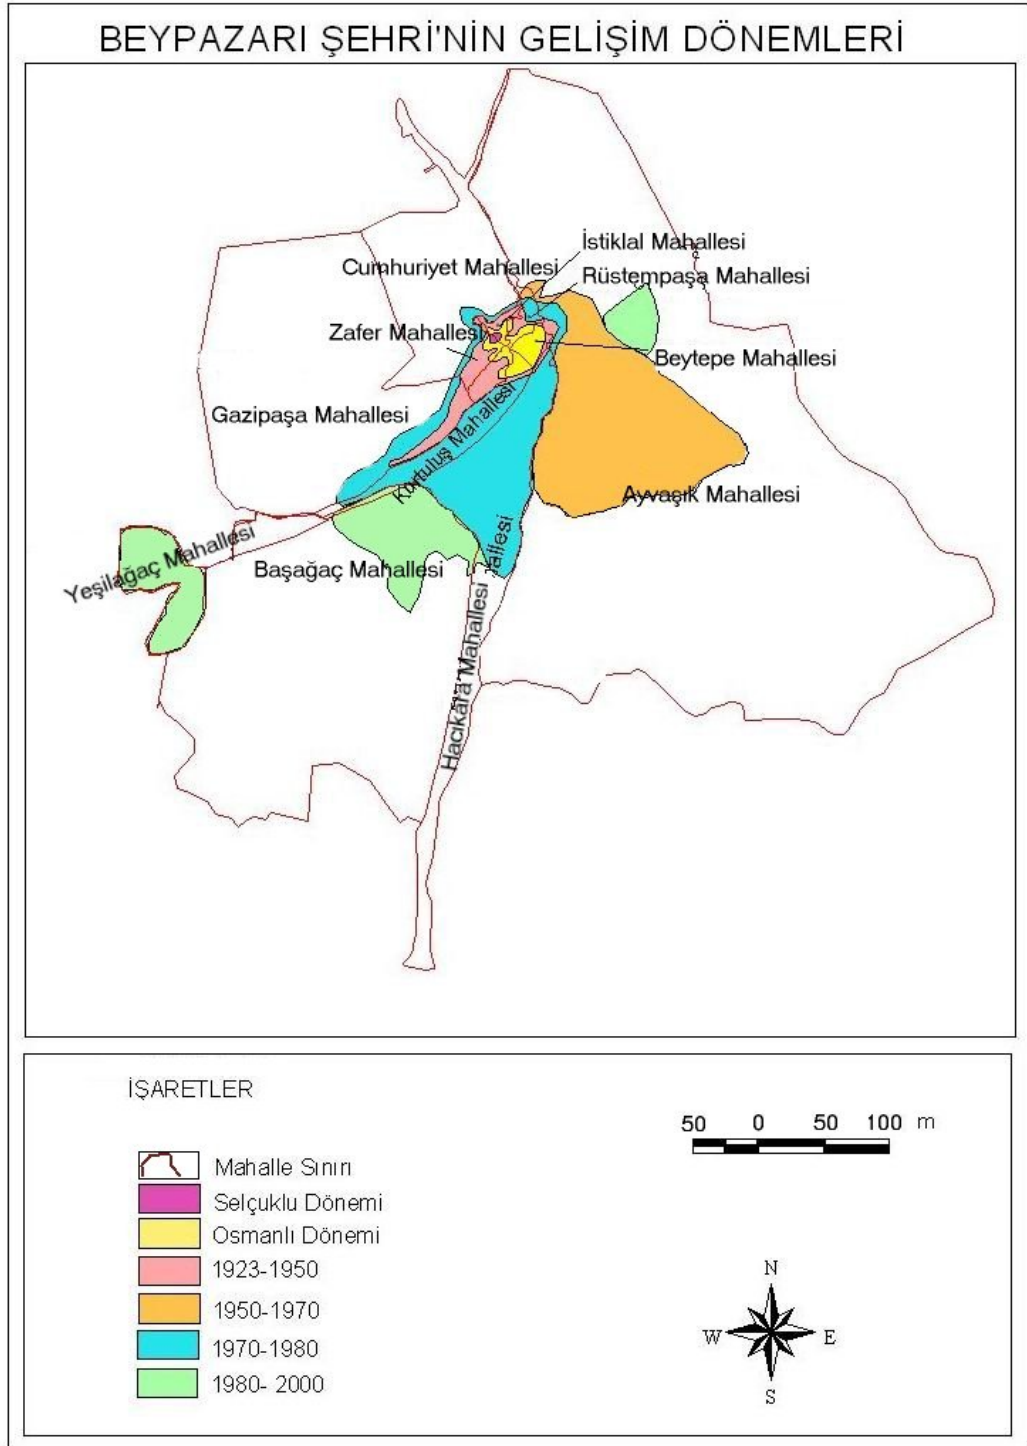 BEYPAZARI ŞEHRİ'NİN GELİŞİM DÖNEMLERİ
İstiklal Mahallesi
Cumhuriyet Mahallesi
Rüstempaşa Mahallesi
Zafer Mahallesi
Beytepe Mahallesi
Gazipaşa Mahallesi
Kurtuluş Mahallesi
Ayvaşık Mahallesi
Yeşilağaç Mahallesi
Başağaç Mahallesi
allesi
Hacıkara Mahallesi
İŞARETLER
50 0 50 100 m
Mahalle Sınırı
Selçuklu Dönemi
Osmanlı Dönemi
1923-1950
1950-1970
1970-1980
1980- 2000
N
W E
S